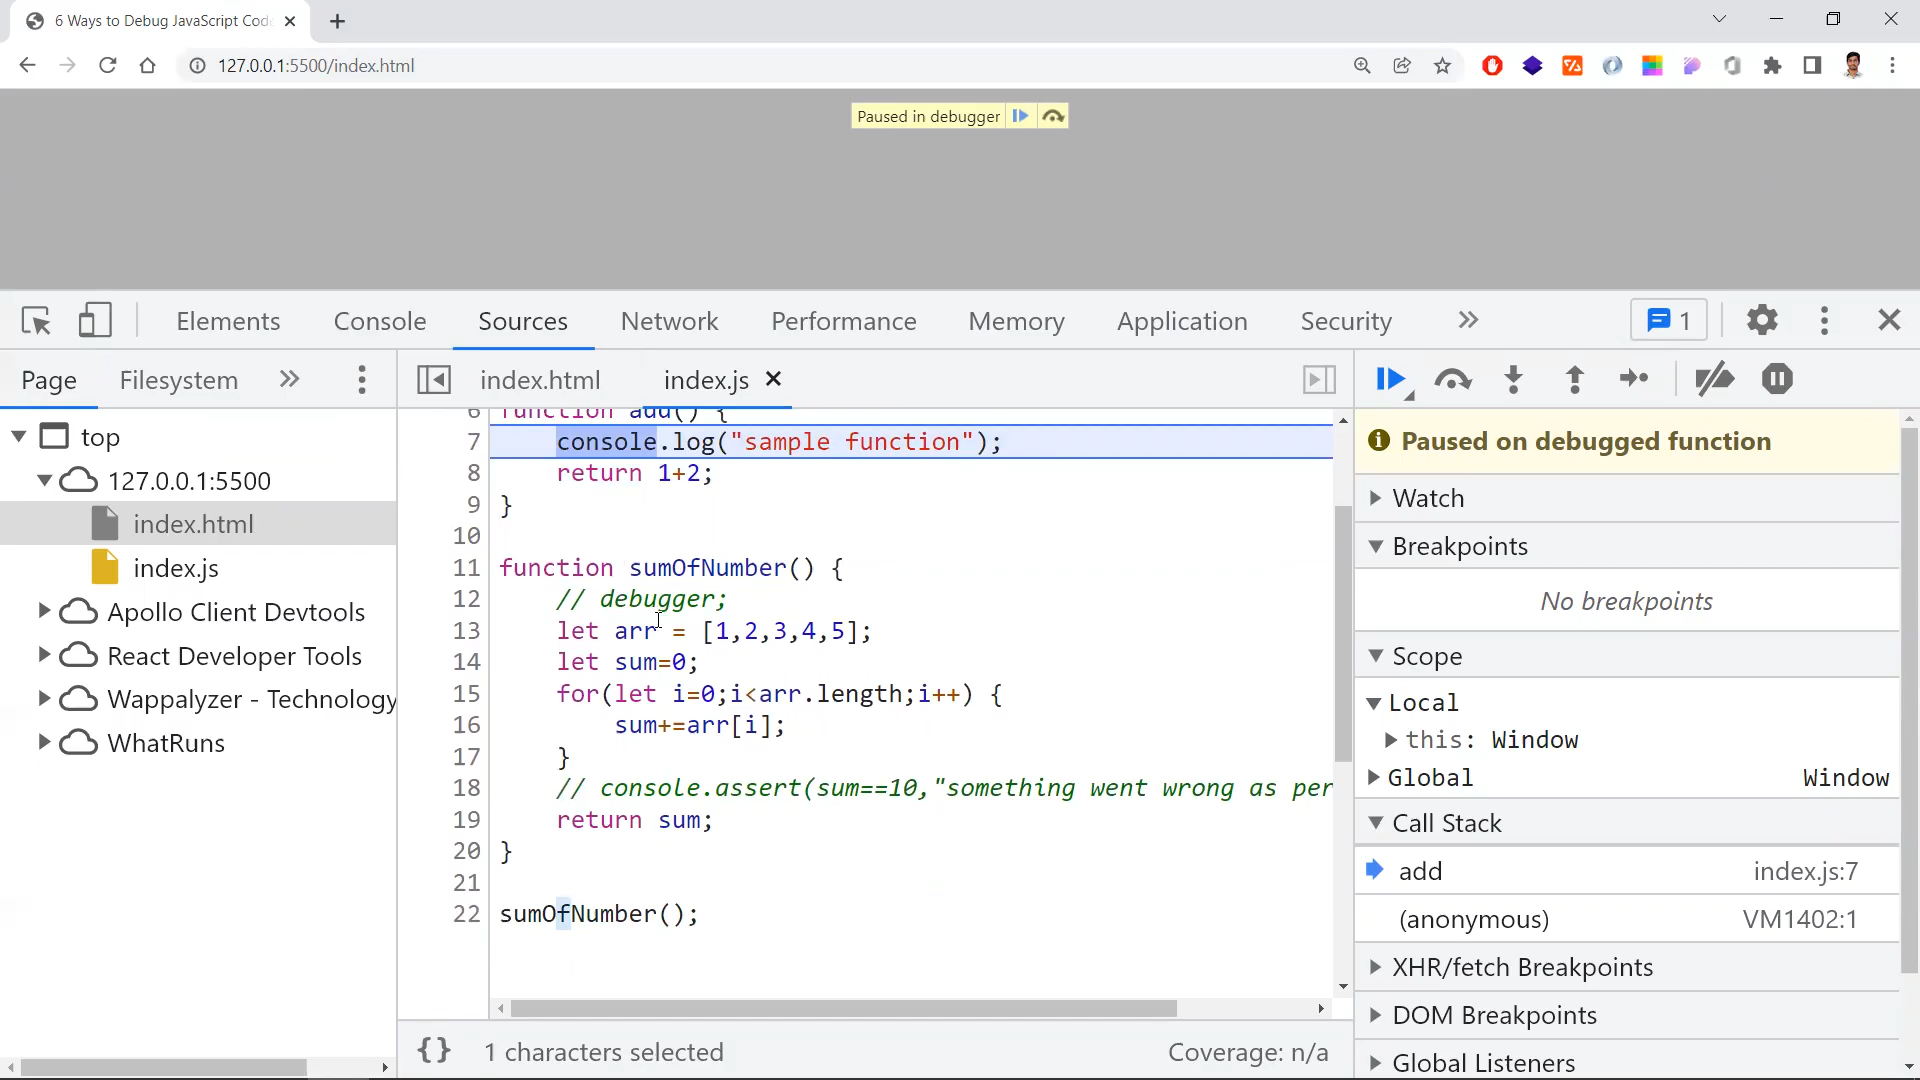 6 Ways to Debug JavaScript Cod
127.0.0.1:5500/index.html
Paused in debugger
Elements Console Sources Network Performance Memory Application Security 1
Page Filesystem
index.html index.js
top
127.0.0.1:5500
index.html
index.js
Apollo Client Devtools
React Developer Tools
Wappalyzer - Technology
WhatRuns
6 function add() {
7 console.log("sample function");
8 return 1+2;
9 }
10
11 function sumOfNumber() {
12 // debugger;
13 let arr = [1,2,3,4,5];
14 let sum=0;
15 for(let i=0;i<arr.length;i++) {
16 sum+=arr[i];
17 }
18 // console.assert(sum==10,"something went wrong as per
19 return sum;
20 }
21
22 sumOfNumber();
{} 1 characters selected Coverage: n/a
Paused on debugged function
Watch
Breakpoints
No breakpoints
Scope
Local
this: Window
Global Window
Call Stack
add index.js:7
(anonymous) VM1402:1
XHR/fetch Breakpoints
DOM Breakpoints
Global Listeners